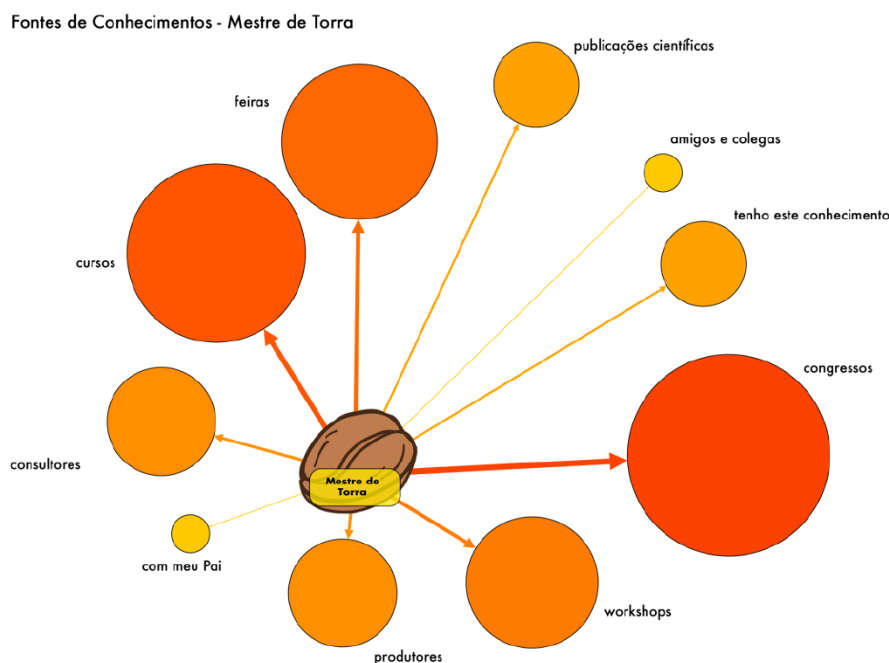 Fontes de Conhecimentos - Mestre de Torra
publicações científicas
feiras
amigos e colegas
tenho este conhecimento
cursos
congressos
consultores
Mestre de
Torra
com meu Pai
workshops
produtores